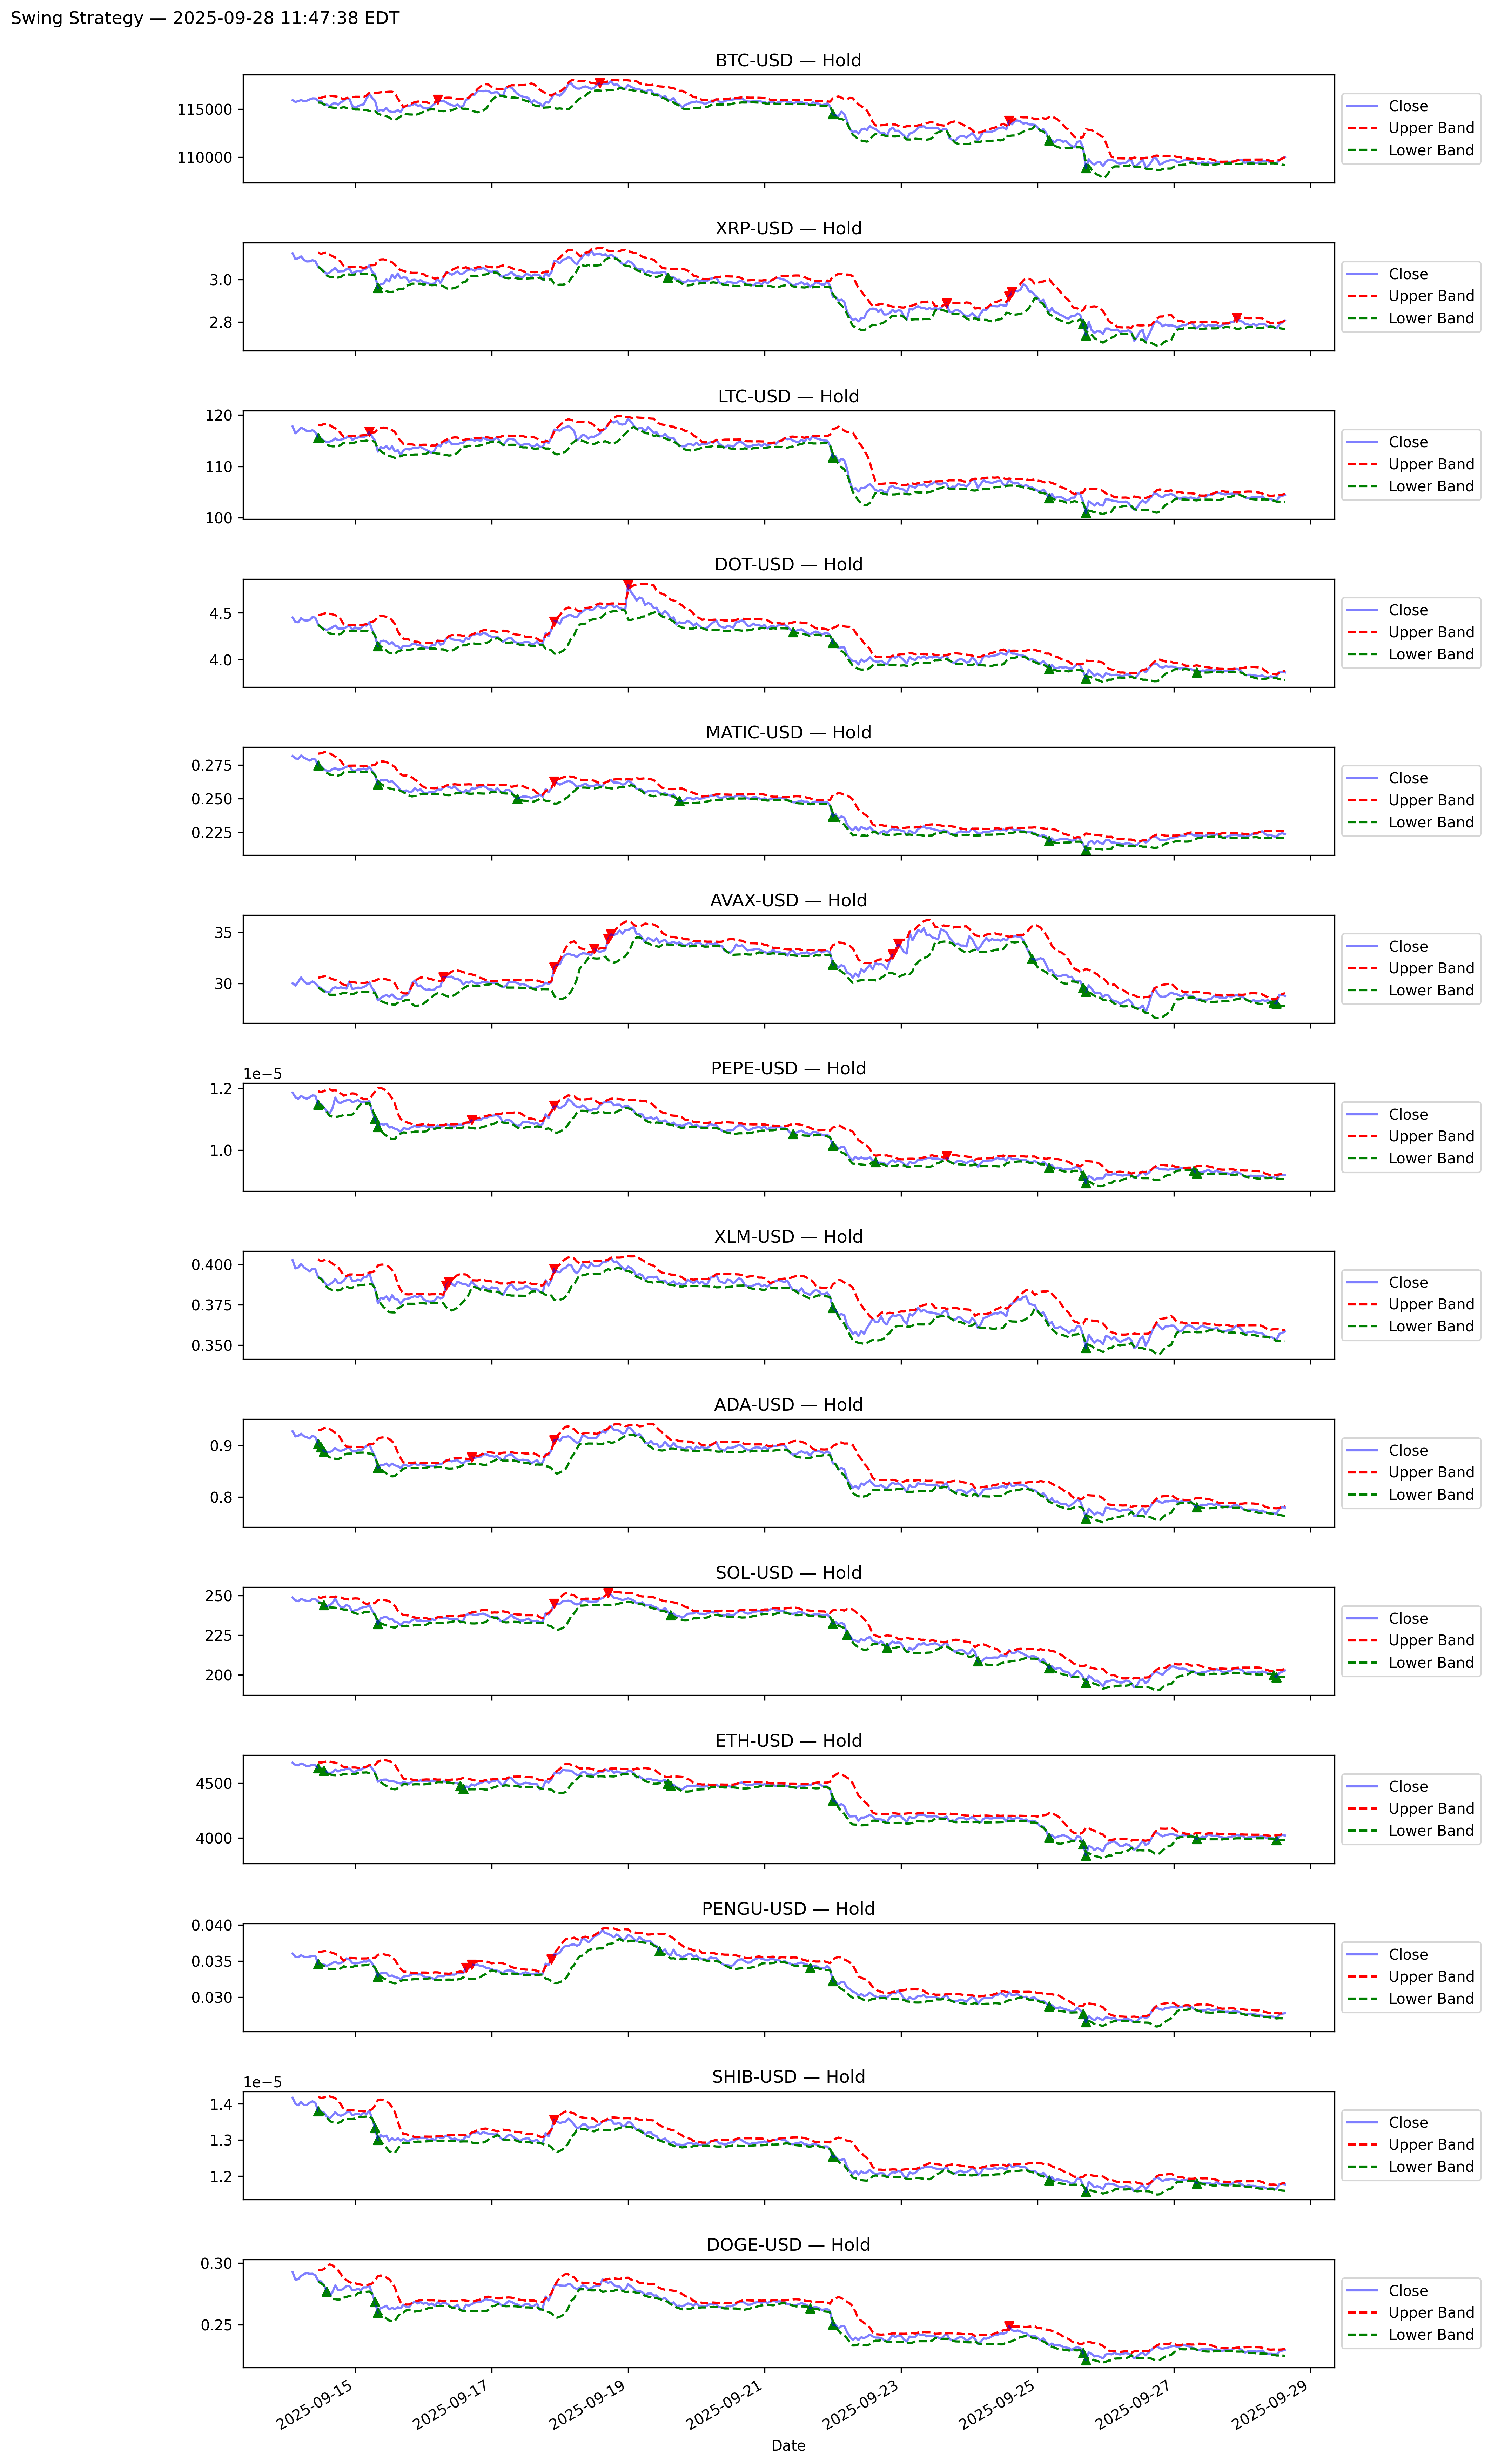 Swing Strategy — 2025-09-28 11:47:38 EDT
BTC-USD — Hold
115000
110000
Close
Upper Band
Lower Band
XRP-USD — Hold
3.0
2.8
Close
Upper Band
Lower Band
LTC-USD — Hold
120
110
100
Close
Upper Band
Lower Band
DOT-USD — Hold
4.5
4.0
Close
Upper Band
Lower Band
MATIC-USD — Hold
0.275
0.250
0.225
Close
Upper Band
Lower Band
AVAX-USD — Hold
35
30
Close
Upper Band
Lower Band
PEPE-USD — Hold
1e−5
1.2
1.0
Close
Upper Band
Lower Band
XLM-USD — Hold
0.400
0.375
0.350
Close
Upper Band
Lower Band
ADA-USD — Hold
0.9
0.8
Close
Upper Band
Lower Band
SOL-USD — Hold
250
225
200
Close
Upper Band
Lower Band
ETH-USD — Hold
4500
4000
Close
Upper Band
Lower Band
PENGU-USD — Hold
0.040
0.035
0.030
Close
Upper Band
Lower Band
SHIB-USD — Hold
1e−5
1.4
1.3
1.2
Close
Upper Band
Lower Band
DOGE-USD — Hold
0.30
0.25
Close
Upper Band
Lower Band
2025-09-15
2025-09-17
2025-09-19
2025-09-21
2025-09-23
2025-09-25
2025-09-27
2025-09-29
Date